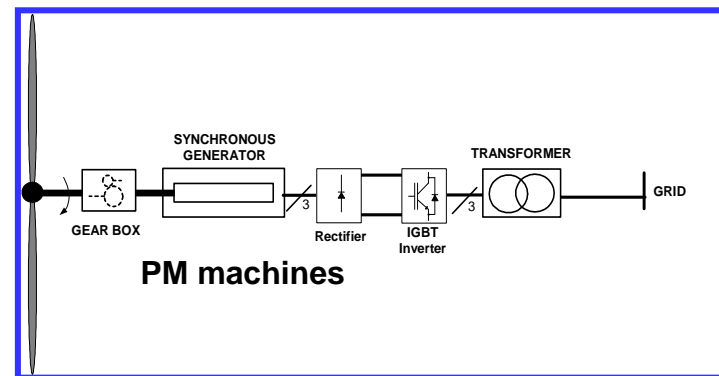 SYNCHRONOUS
GENERATOR
TRANSFORMER
GRID
3
3
GEAR BOX
Rectifier
IGBT
Inverter
PM machines